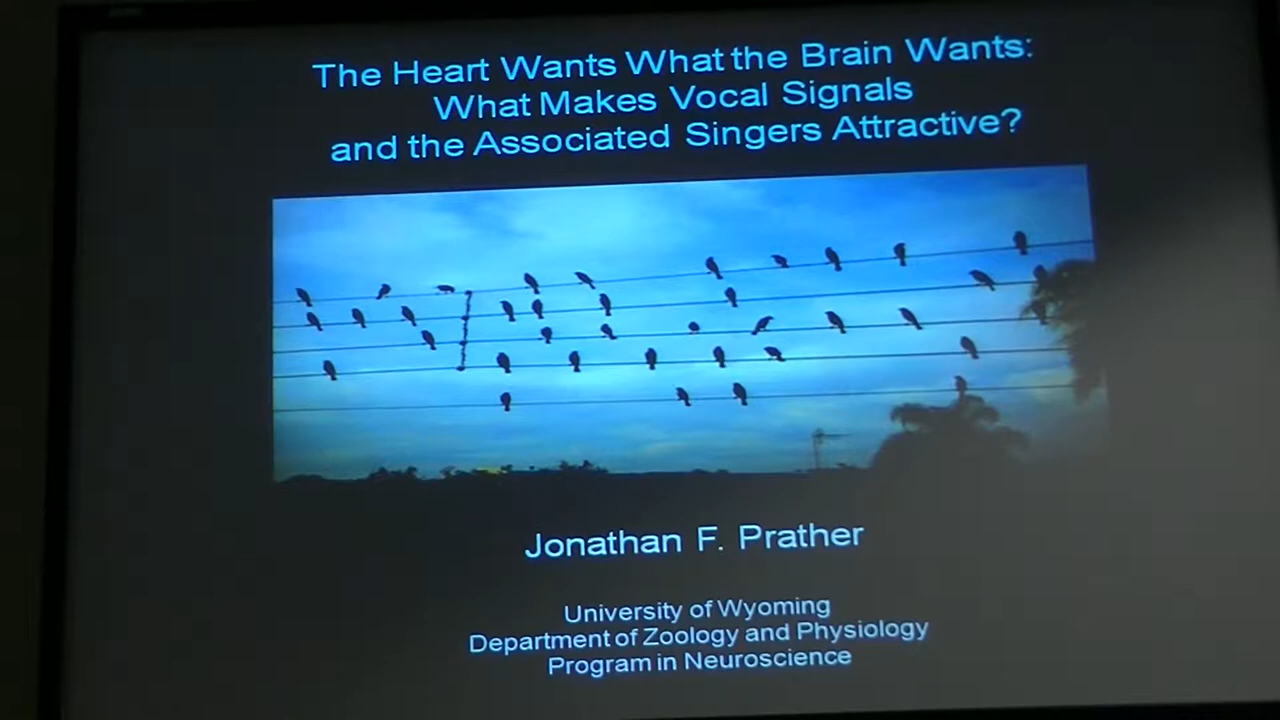 The Heart Wants What the Brain Wants:
What Makes Vocal Signals
and the Associated Singers Attractive?
Jonathan F. Prather
University of Wyoming
Department of Zoology and Physiology
Program in Neuroscience